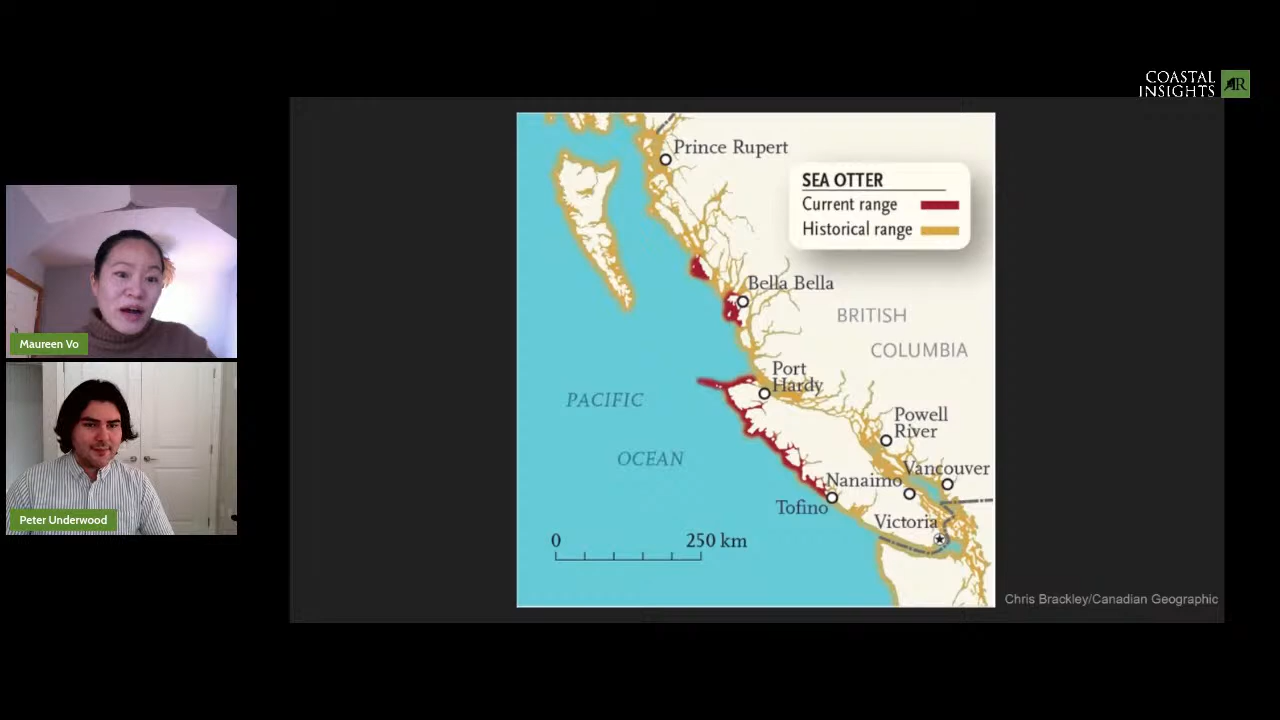 COASTAL
INSIGHTS
Prince Rupert
SEA OTTER
Current range
Historical range
Bella Bella
BRITISH
COLUMBIA
Port
Hardy
PACIFIC
OCEAN
Powell
River
Vancouver
Nanaimo
Tofino
Victoria
0 250 km
Chris Brackley/Canadian Geographic
Maureen Vo
Peter Underwood